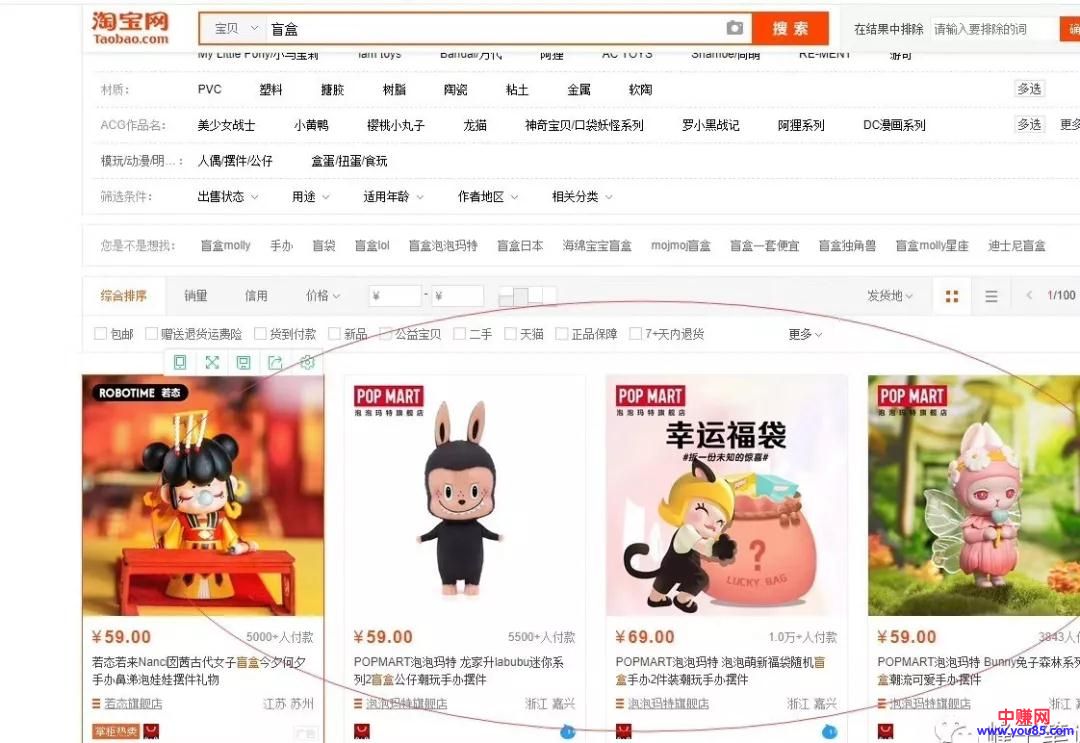 淘宝网
Taobao.com
宝贝 盲盒 搜索 在结果中排除 请输入要排除的词 确
My Little Pony/小马宝莉 Iam toys Bandai/万代 阿狸 AC TOYS Shamoe/尚萌 RE-MENT 游奇
材质： PVC 塑料 搪胶 树脂 陶瓷 粘土 金属 软陶 多选
ACG作品名： 美少女战士 小黄鸭 樱桃小丸子 龙猫 神奇宝贝/口袋妖怪系列 罗小黑战记 阿狸系列 DC漫画系列 多选 更多
模玩/动漫/明...： 人偶/摆件/公仔 盒蛋/扭蛋/食玩
筛选条件： 出售状态 用途 适用年龄 作者地区 相关分类
您是不是想找： 盲盒molly 手办 盲袋 盲盒lol 盲盒泡泡玛特 盲盒日本 海绵宝宝盲盒 mojmoj盲盒 盲盒一套便宜 盲盒独角兽 盲盒molly星座 迪士尼盲盒
综合排序 销量 信用 价格 ¥ - ¥ 发货地 1/100
包邮 赠送退货运费险 货到付款 新品 公益宝贝 二手 天猫 正品保障 7+天内退货 更多
ROBOTIME 若态
POP MART
泡泡玛特旗舰店
POP MART
泡泡玛特旗舰店
幸运福袋
#拆一份未知的惊喜#
?
LUCKY BAG
POP MART
泡泡玛特旗舰店
¥59.00 5000+人付款
若态若来Nanci囡茜古代女子盲盒今夕何夕
手办鼻涕泡娃娃摆件礼物
若态旗舰店 江苏 苏州
掌柜热卖 广告
¥59.00 5500+人付款
POPMART泡泡玛特 龙家升labubu迷你系
列2盲盒公仔潮玩手办摆件
泡泡玛特旗舰店 浙江 嘉兴
¥69.00 1.0万+人付款
POPMART泡泡玛特 泡泡萌新福袋随机盲
盒手办2件装潮玩手办摆件
泡泡玛特旗舰店 浙江 嘉兴
¥59.00 3843人付
POPMART泡泡玛特 Bunny兔子森林系列
盒潮流可爱手办摆件
泡泡玛特旗舰店 浙江
中赚网
www.you85.com